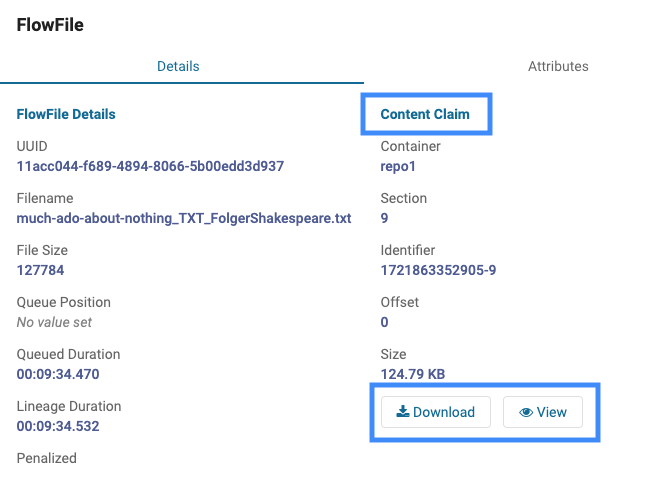 FlowFile
Details
Attributes
FlowFile Details
UUID
11acc044-f689-4894-8066-5b00edd3d937
Filename
much-ado-about-nothing_TXT_FolgerShakespeare.txt
File Size
127784
Queue Position
No value set
Queued Duration
00:09:34.470
Lineage Duration
00:09:34.532
Penalized
Content Claim
Container
repo1
Section
9
Identifier
1721863352905-9
Offset
0
Size
124.79 KB
Download
View